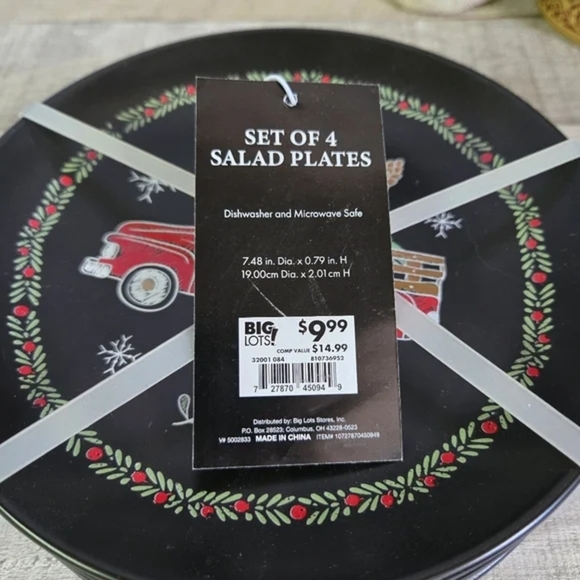 SET OF 4
SALAD PLATES
Dishwasher and Microwave Safe
7.48 in. Dia. x 0.79 in. H
19.00cm Dia. x 2.01cm H
BIG LOTS! $9.99
COMP VALUE $14.99
32001 084 810736952
7 27870 45094 9
Distributed by: Big Lots Stores, Inc.
P.O. Box 28523; Columbus, OH 43228-0523
V# 5002833 MADE IN CHINA ITEM# 10727870450949